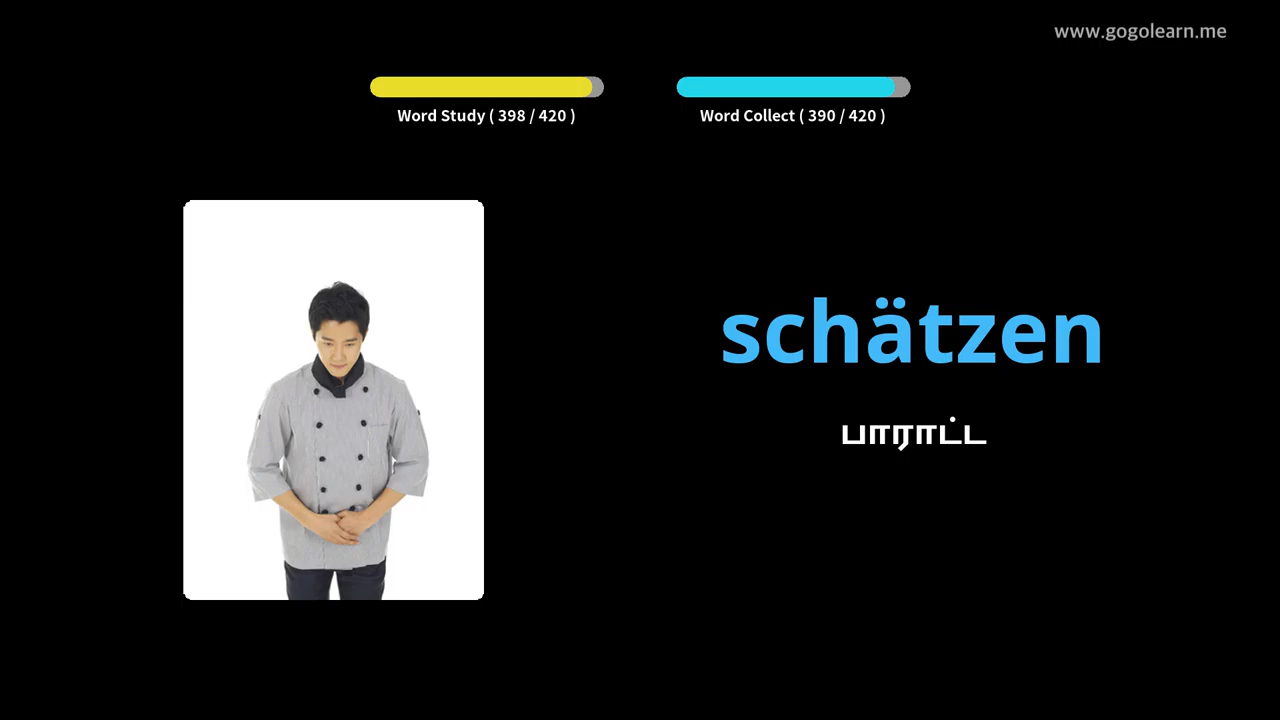 www.gogolearn.me
Word Study ( 398 / 420 )
Word Collect ( 390 / 420 )
schätzen
பாராட்ட